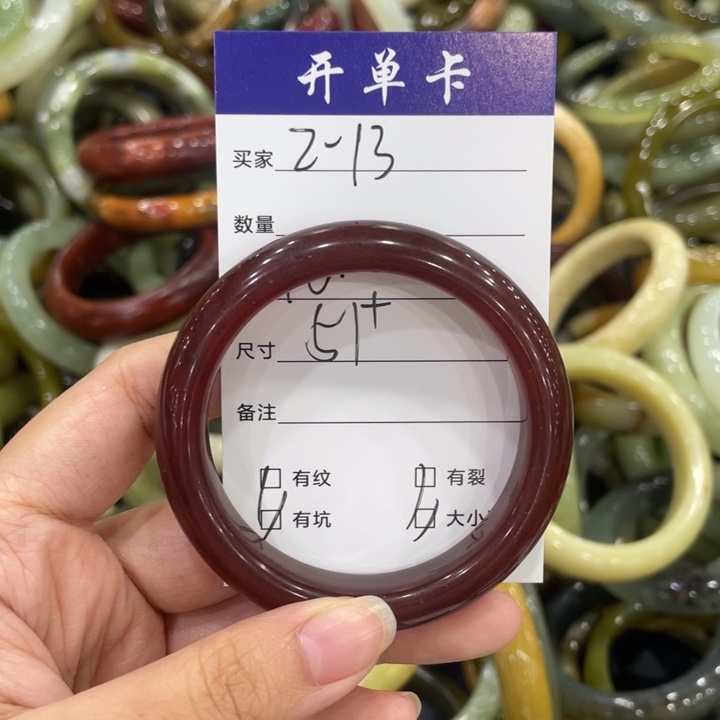 开单卡
买家 2-13
数量
尺寸 51+
备注
有纹 有裂
有坑 大小